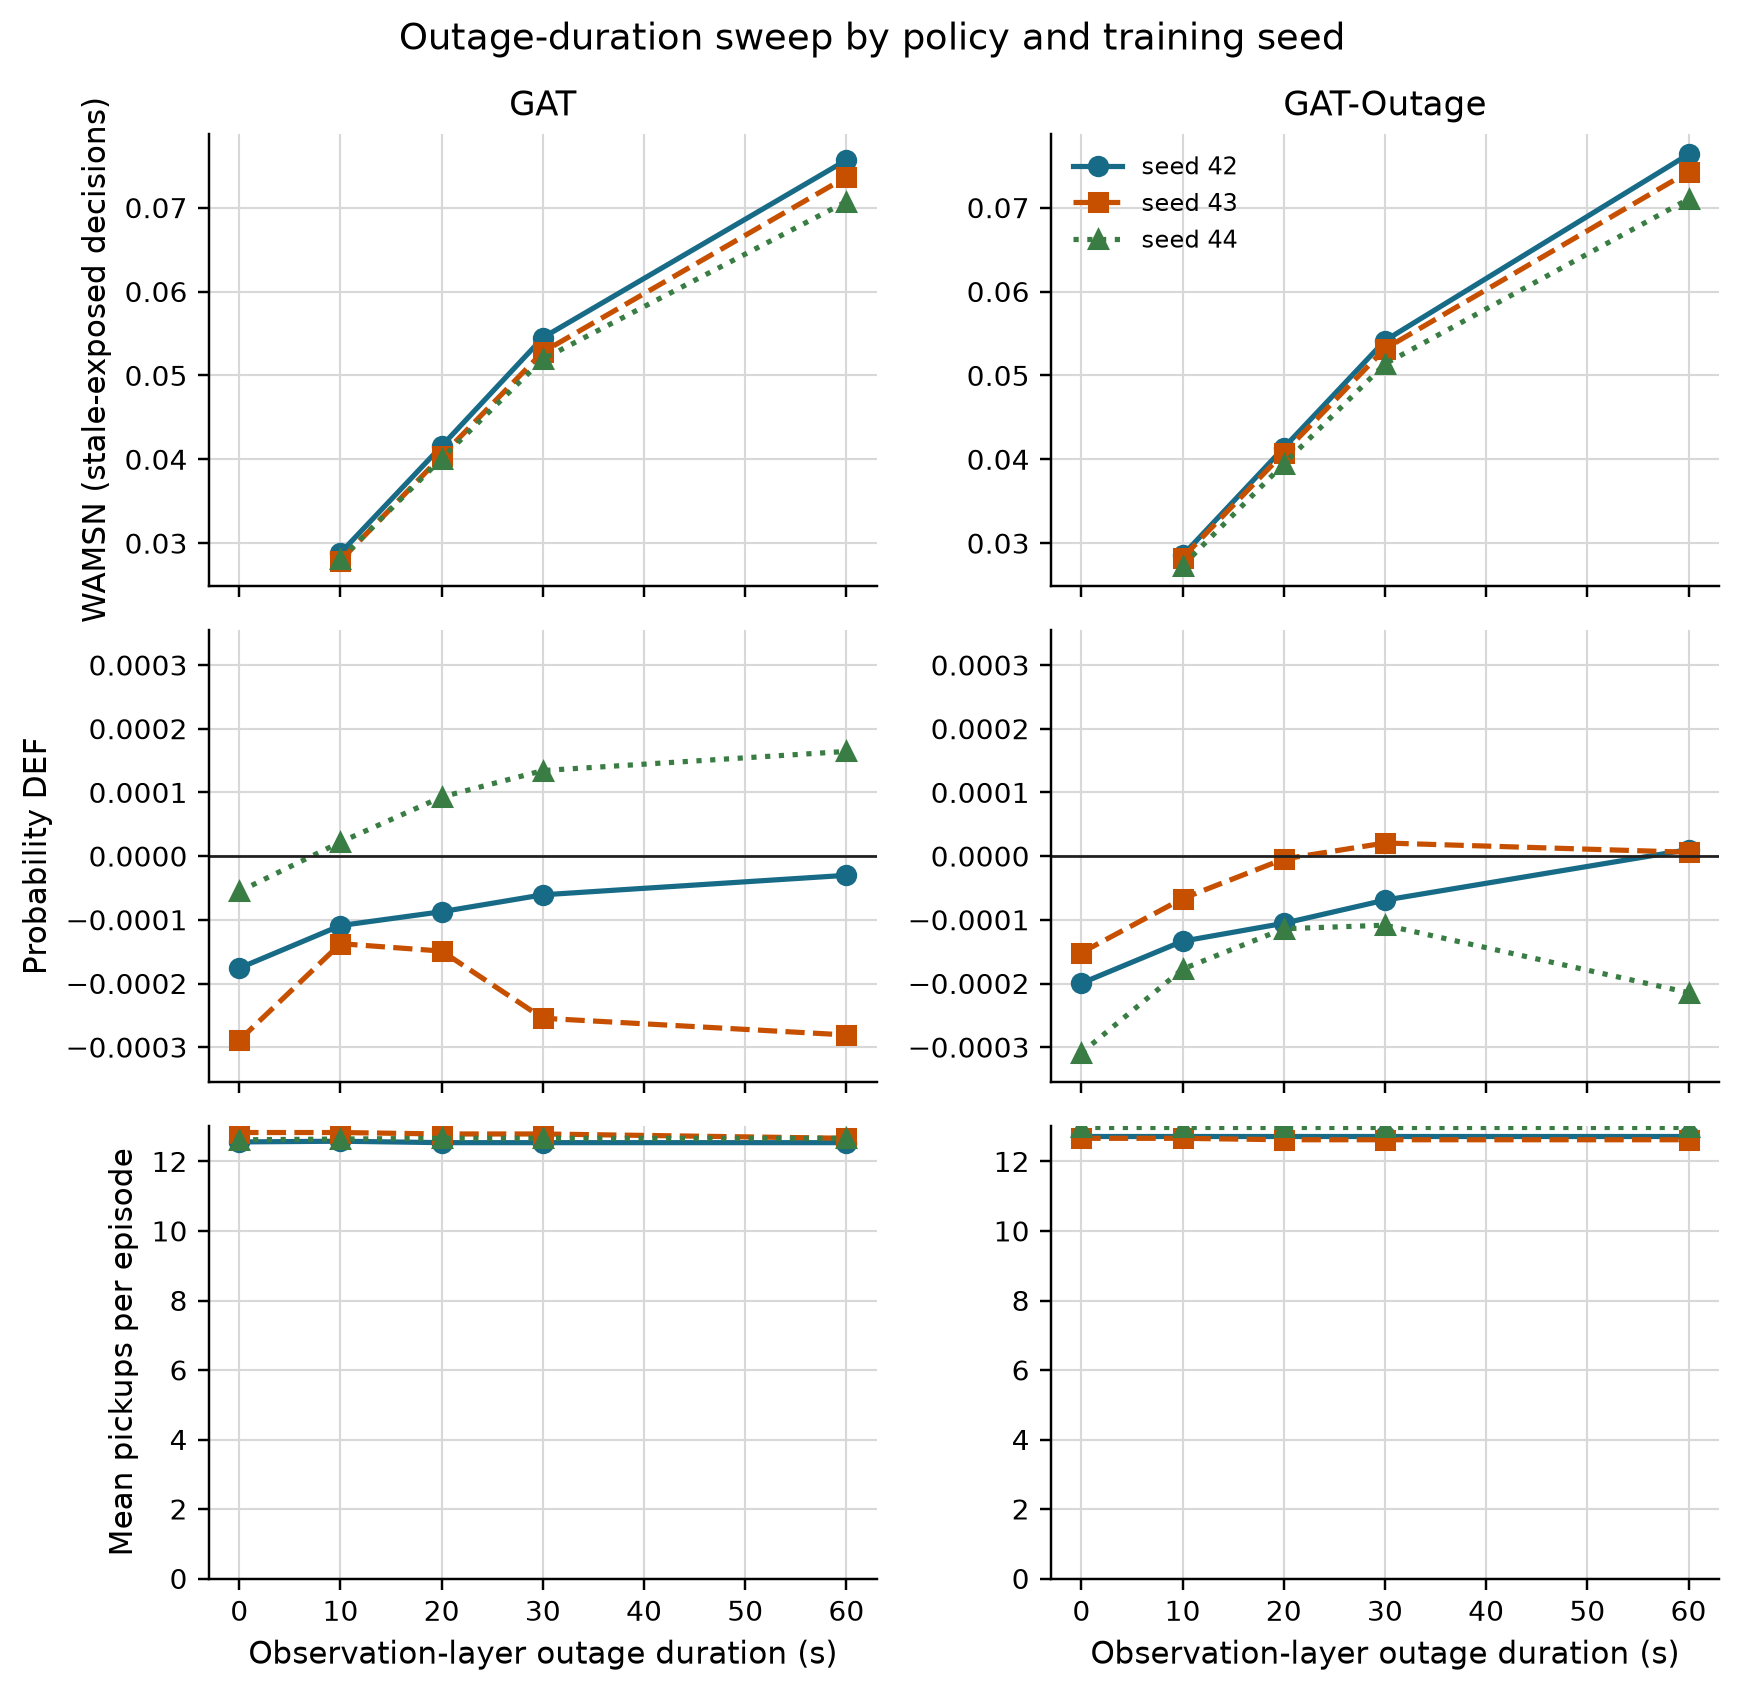 Outage-duration sweep by policy and training seed
GAT
GAT-Outage
WAMSN (stale-exposed decisions)
0.07
0.06
0.05
0.04
0.03
seed 42
seed 43
seed 44
0.07
0.06
0.05
0.04
0.03
Probability DEF
0.0003
0.0002
0.0001
0.0000
−0.0001
−0.0002
−0.0003
0.0003
0.0002
0.0001
0.0000
−0.0001
−0.0002
−0.0003
Mean pickups per episode
12
10
8
6
4
2
0
12
10
8
6
4
2
0
0 10 20 30 40 50 60
0 10 20 30 40 50 60
Observation-layer outage duration (s)
Observation-layer outage duration (s)